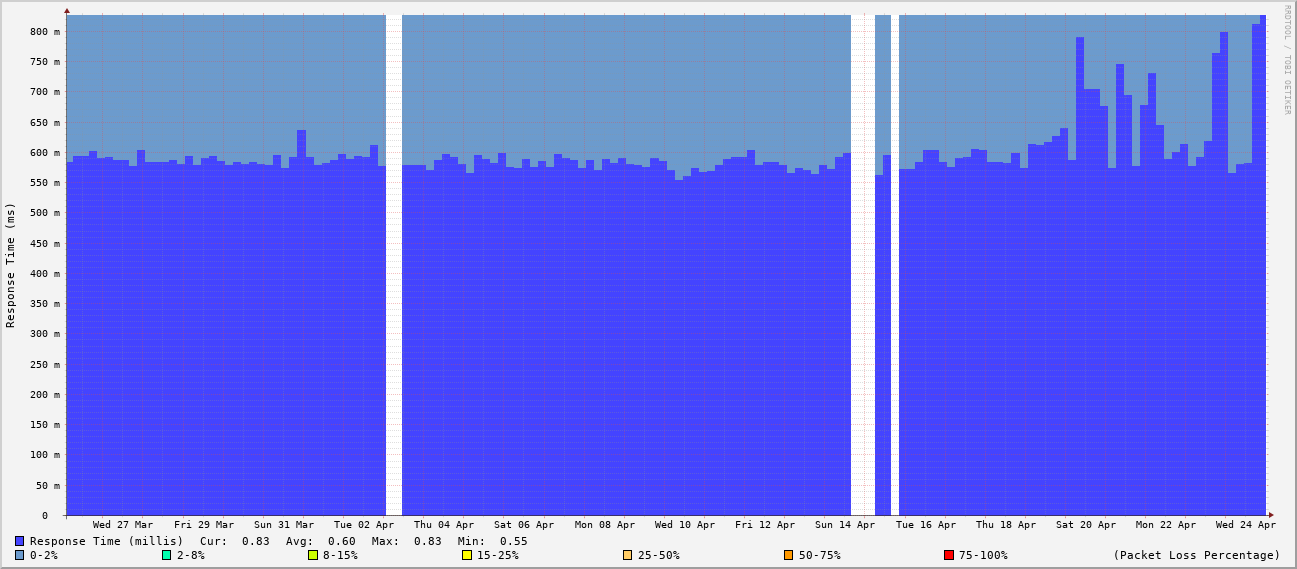 RRDTOOL / TOBI OETIKER
Response Time (ms)
800 m
750 m
700 m
650 m
600 m
550 m
500 m
450 m
400 m
350 m
300 m
250 m
200 m
150 m
100 m
50 m
0
Wed 27 Mar Fri 29 Mar Sun 31 Mar Tue 02 Apr Thu 04 Apr Sat 06 Apr Mon 08 Apr Wed 10 Apr Fri 12 Apr Sun 14 Apr Tue 16 Apr Thu 18 Apr Sat 20 Apr Mon 22 Apr Wed 24 Apr
Response Time (millis) Cur: 0.83 Avg: 0.60 Max: 0.83 Min: 0.55
0-2% 2-8% 8-15% 15-25% 25-50% 50-75% 75-100% (Packet Loss Percentage)